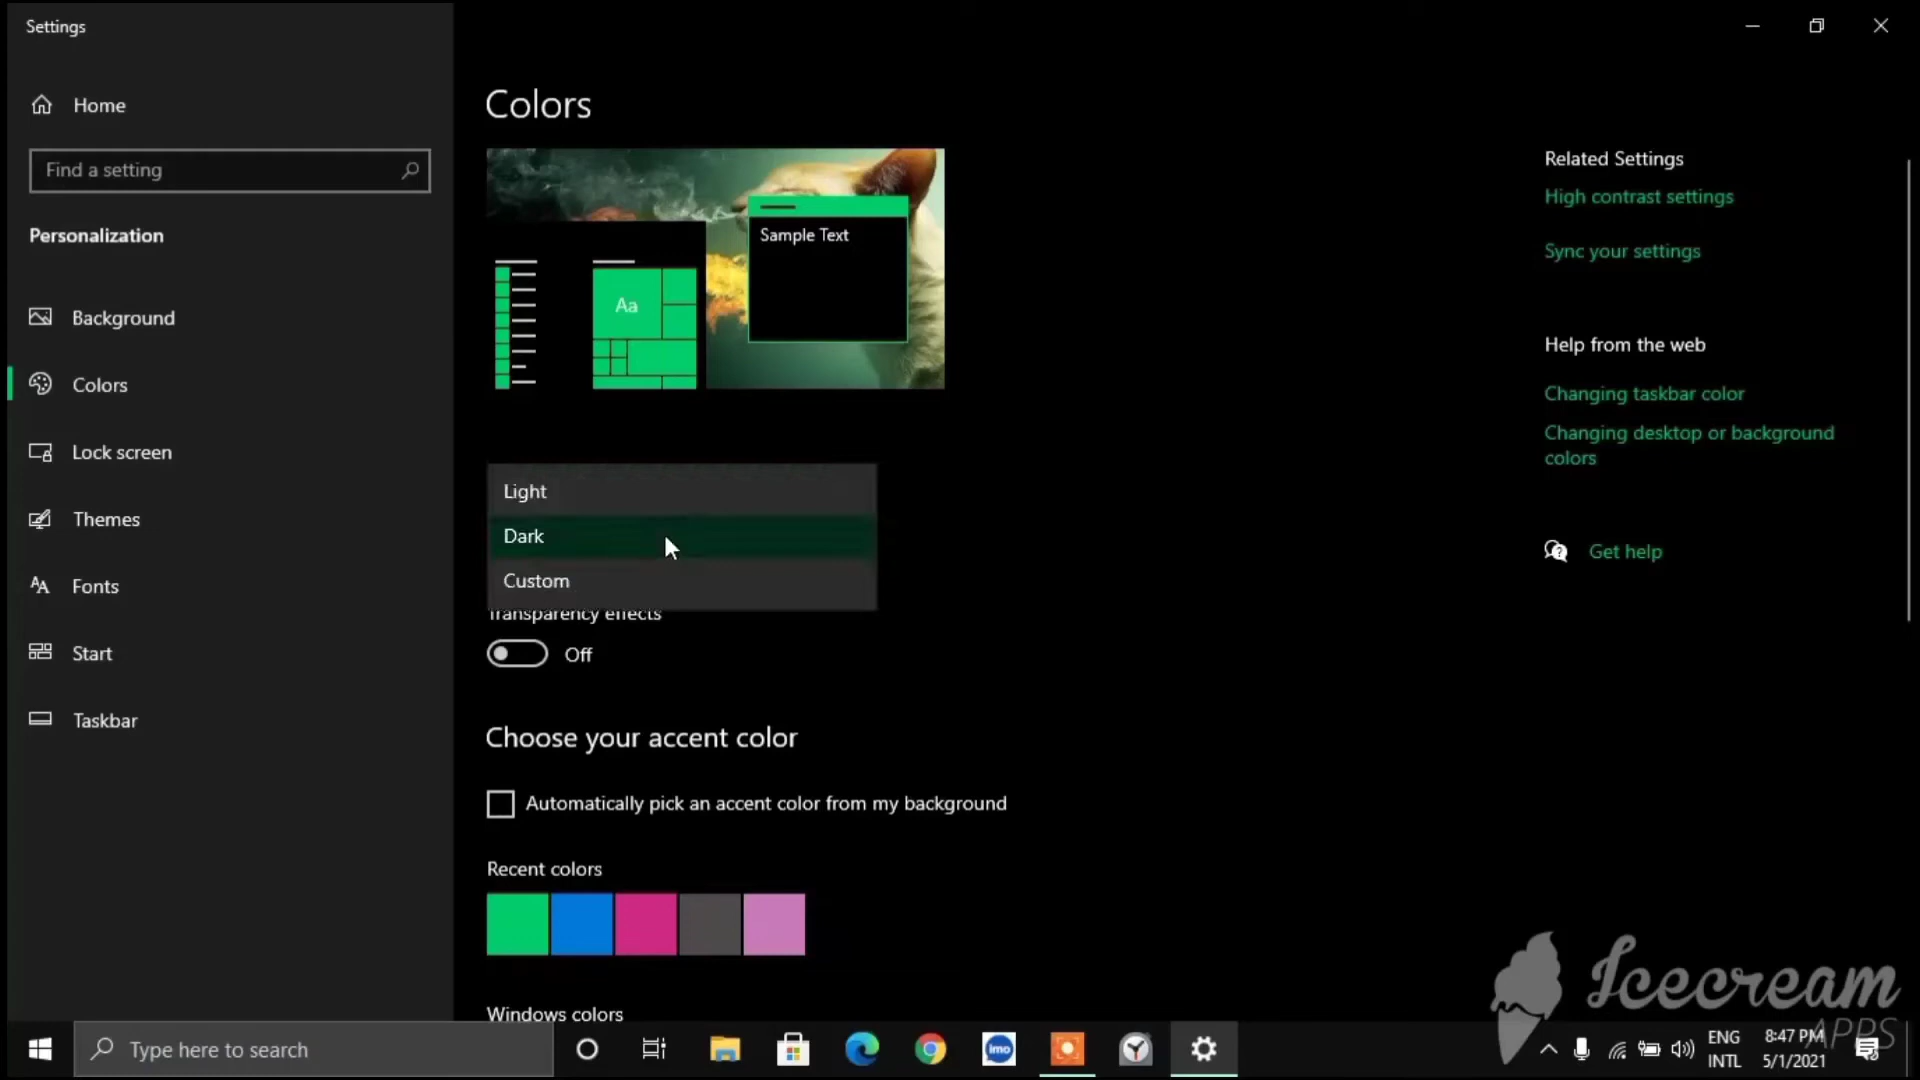 Settings
Home
Find a setting
Personalization
Background
Colors
Lock screen
Themes
Fonts
Start
Taskbar
Colors
Sample Text
Aa
Light
Dark
Custom
Transparency effects
Off
Choose your accent color
Automatically pick an accent color from my background
Recent colors
Windows colors
Related Settings
High contrast settings
Sync your settings
Help from the web
Changing taskbar color
Changing desktop or background
colors
Get help
Icecream
APPS
Type here to search
imo
ENG
INTL
8:47 PM
5/1/2021